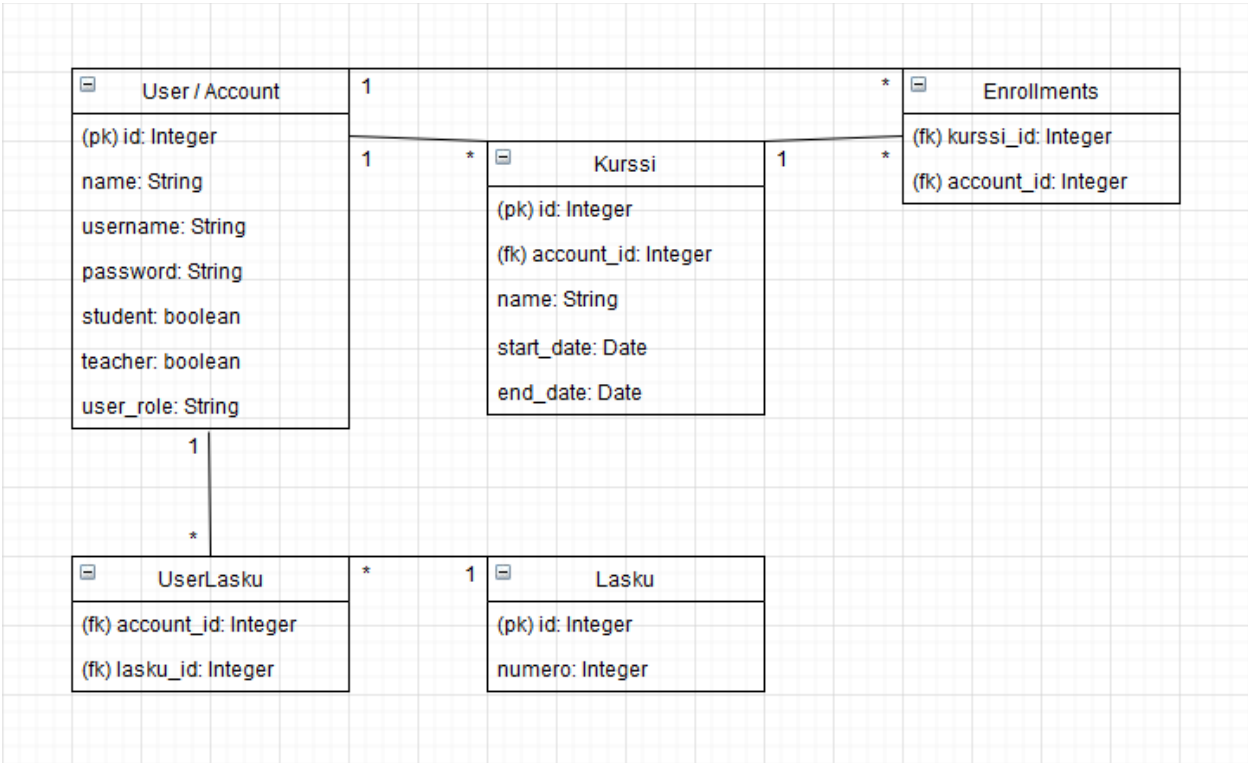 User / Account
(pk) id: Integer
name: String
username: String
password: String
student: boolean
teacher: boolean
user_role: String
1
*
1
*
Kurssi
(pk) id: Integer
(fk) account_id: Integer
name: String
start_date: Date
end_date: Date
1
*
Enrollments
(fk) kurssi_id: Integer
(fk) account_id: Integer
1
*
UserLasku
(fk) account_id: Integer
(fk) lasku_id: Integer
*
1
Lasku
(pk) id: Integer
numero: Integer